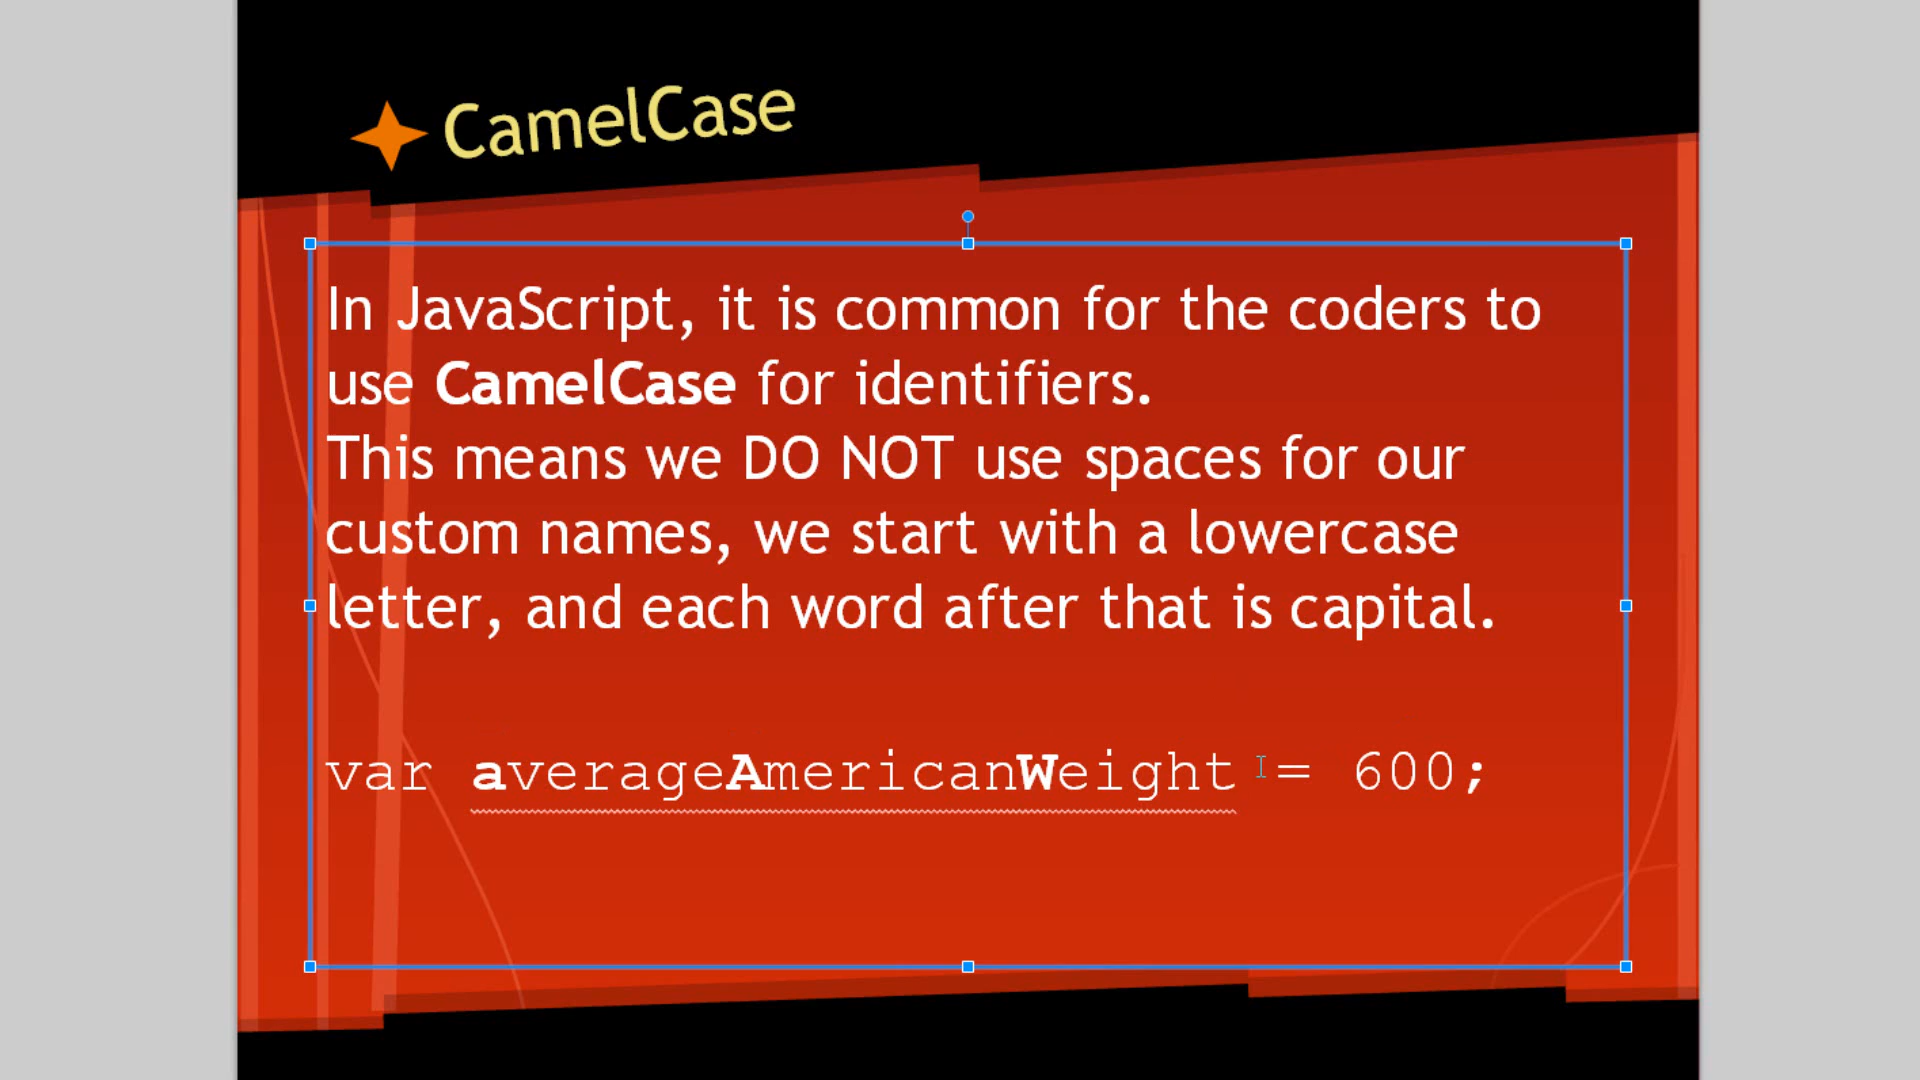 CamelCase
In JavaScript, it is common for the coders to
use CamelCase for identifiers.
This means we DO NOT use spaces for our
custom names, we start with a lowercase
letter, and each word after that is capital.
var averageAmericanWeight = 600;